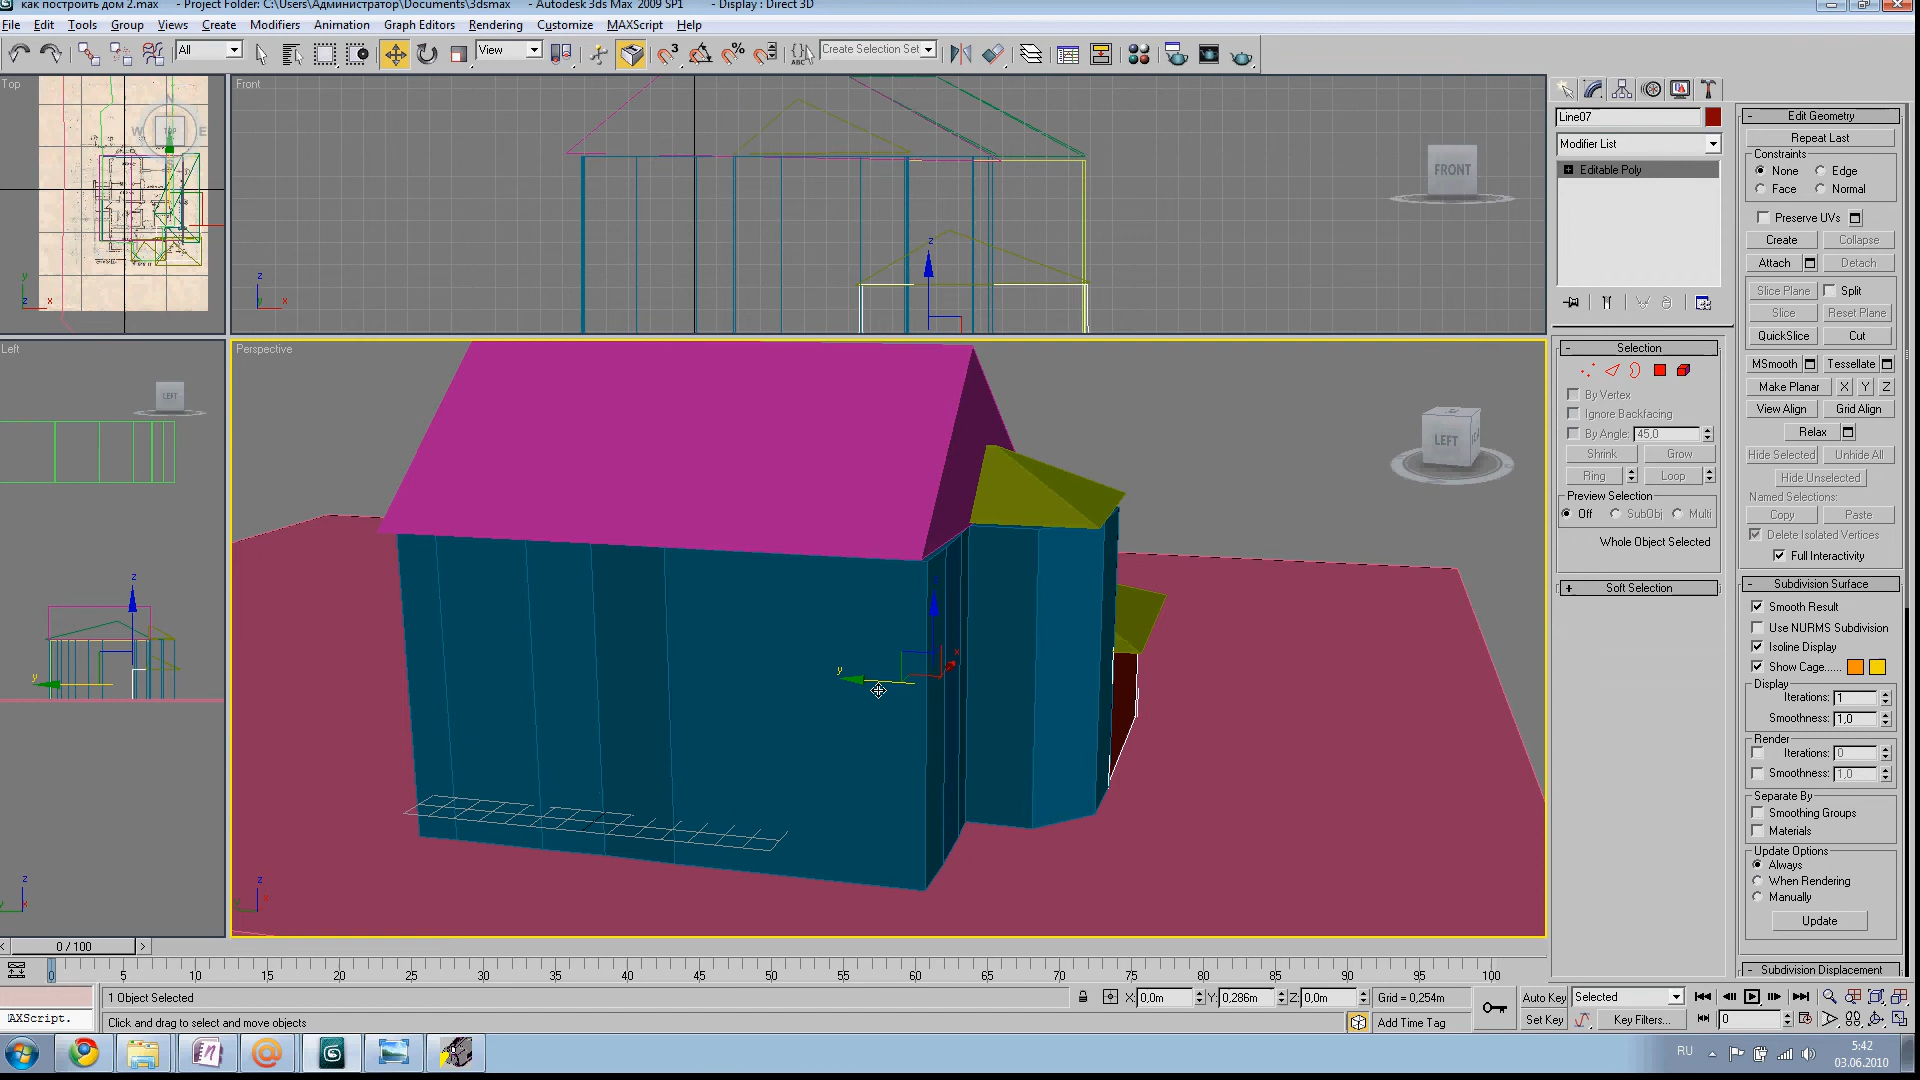 как построить дом 2.max - Project Folder: C:\Users\Администратор\Documents\3dsmax - Autodesk 3ds Max 2009 SP1 - Display : Direct 3D
File Edit Tools Group Views Create Modifiers Animation Graph Editors Rendering Customize MAXScript Help
All View Create Selection Set
Top
N
W TOP E
y
z x
Front
FRONT
z
z
y x
Left
LEFT
z
y
z
Perspective
LEFT
y
x
z
x
Line07
Modifier List
Editable Poly
Selection
By Vertex
Ignore Backfacing
By Angle: 45,0
Shrink Grow
Ring Loop
Preview Selection
Off SubObj Multi
Whole Object Selected
Soft Selection
Edit Geometry
Repeat Last
Constraints
None Edge
Face Normal
Preserve UVs
Create Collapse
Attach Detach
Slice Plane Split
Slice Reset Plane
QuickSlice Cut
MSmooth Tessellate
Make Planar X Y Z
View Align Grid Align
Relax
Hide Selected Unhide All
Hide Unselected
Named Selections:
Copy Paste
Delete Isolated Vertices
Full Interactivity
Subdivision Surface
Smooth Result
Use NURMS Subdivision
Isoline Display
Show Cage......
Display
Iterations: 1
Smoothness: 1,0
Render
Iterations: 0
Smoothness: 1,0
Separate By
Smoothing Groups
Materials
Update Options
Always
When Rendering
Manually
Update
Subdivision Displacement
0 / 100
0 5 10 15 20 25 30 35 40 45 50 55 60 65 70 75 80 85 90 95 100
1 Object Selected X: 0,0m Y: 0,286m Z: 0,0m Grid = 0,254m Auto Key Selected
AXScript. Click and drag to select and move objects Add Time Tag Set Key Key Filters... 0
RU
5:42
03.06.2010